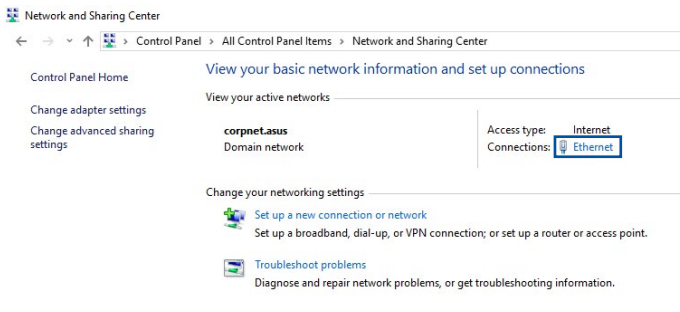 Network and Sharing Center
Control Panel > All Control Panel Items > Network and Sharing Center
Control Panel Home
Change adapter settings
Change advanced sharing
settings
View your basic network information and set up connections
View your active networks
corpnet.asus
Domain network
Access type: Internet
Connections: Ethernet
Change your networking settings
Set up a new connection or network
Set up a broadband, dial-up, or VPN connection; or set up a router or access point.
Troubleshoot problems
Diagnose and repair network problems, or get troubleshooting information.